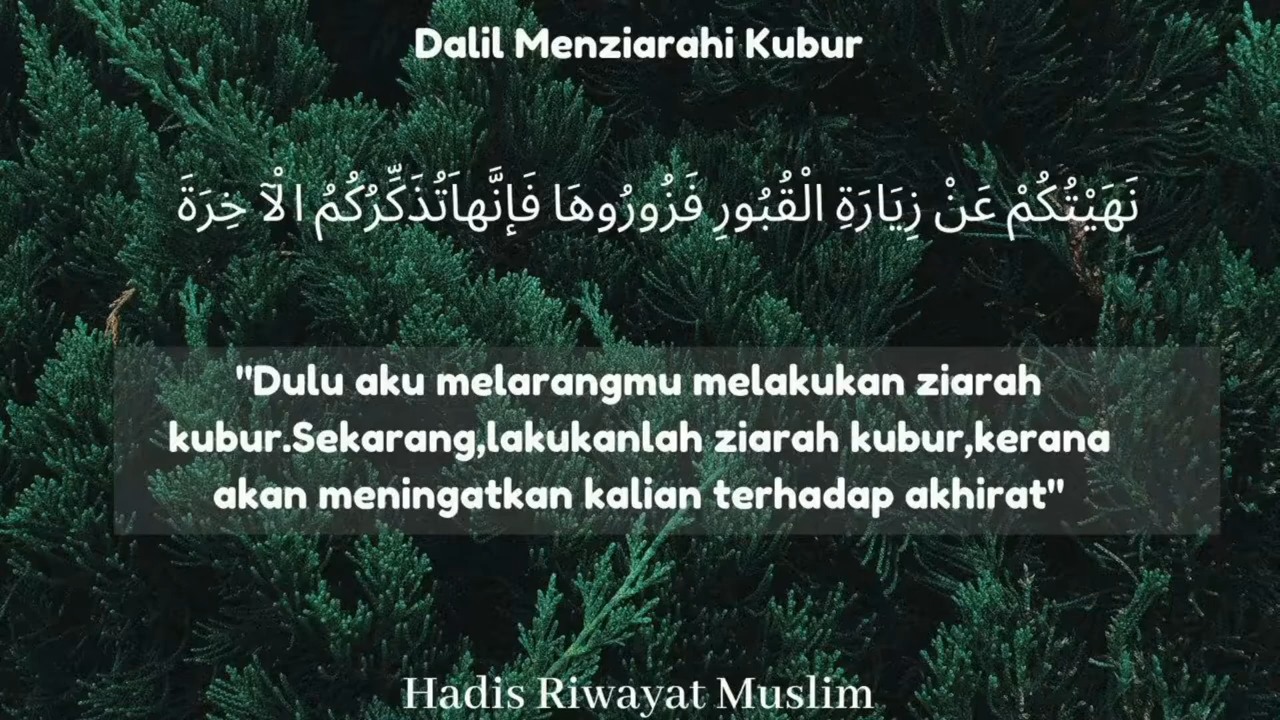 Dalil Menziarahi Kubur
نَهَيْتُكُمْ عَنْ زِيَارَةِ الْقُبُورِ فَزُورُوهَا فَإِنَّهاَتُذَكِّرُكُمُ الْآ خِرَةَ
"Dulu aku melarangmu melakukan ziarah
kubur.Sekarang,lakukanlah ziarah kubur,kerana
akan meningatkan kalian terhadap akhirat"
Hadis Riwayat Muslim